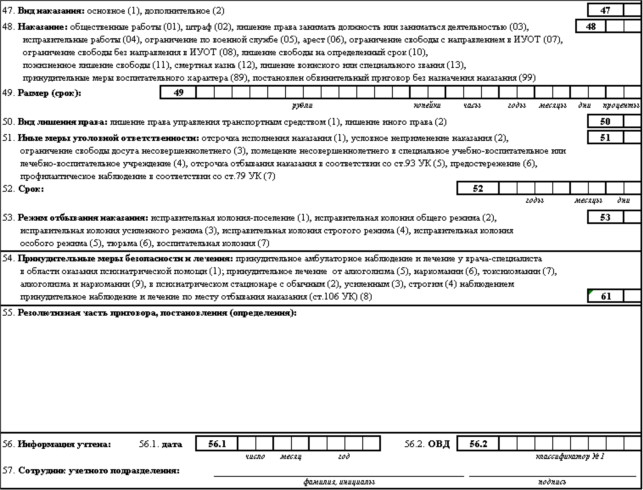 47. Вид наказания: основное (1), дополнительное (2) 47
48. Наказание: общественные работы (01), штраф (02), лишение права занимать должность или заниматься деятельностью (03), 48
исправительные работы (04), ограничение по военной службе (05), арест (06), ограничение свободы с направлением в ИУОТ (07),
ограничение свободы без направления в ИУОТ (08), лишение свободы на определенный срок (10),
пожизненное лишение свободы (11), смертная казнь (12), лишение воинского или специального звания (13),
принудительные меры воспитательного характера (89), постановлен обвинительный приговор без назначения наказания (99)
49. Размер (срок): 49
рубли копейки часы годы месяцы дни проценты
50. Вид лишения права: лишение права управления транспортным средством (1), лишение иного права (2) 50
51. Иные меры уголовной ответственности: отсрочка исполнения наказания (1), условное неприменение наказания (2), 51
ограничение свободы досуга несовершеннолетнего (3), помещение несовершеннолетнего в специальное учебно-воспитательное или
лечебно-воспитательное учреждение (4), отсрочка отбывания наказания в соответствии со ст.93 УК (5), предостережение (6),
профилактическое наблюдение в соответствии со ст.79 УК (7)
52. Срок: 52
годы месяцы дни
53. Режим отбывания наказания: исправительная колония-поселение (1), исправительная колония общего режима (2), 53
исправительная колония усиленного режима (3), исправительная колония строгого режима (4), исправительная колония
особого режима (5), тюрьма (6), воспитательная колония (7)
54. Принудительные меры безопасности и лечения: принудительное амбулаторное наблюдение и лечение у врача-специалиста
в области оказания психиатрической помощи (1); принудительное лечение от алкоголизма (5), наркомании (6), токсикомании (7),
алкоголизма и наркомании (9), в психиатрическом стационаре с обычным (2), усиленным (3), строгим (4) наблюдением
принудительное наблюдение и лечение по месту отбывания наказания (ст.106 УК) (8) 61
55. Резолютивная часть приговора, постановления (определения):
56. Информация учтена: 56.1. дата 56.1 56.2. ОВД 56.2
число месяц год классификатор № 1
57. Сотрудник учетного подразделения:
фамилия, инициалы подпись